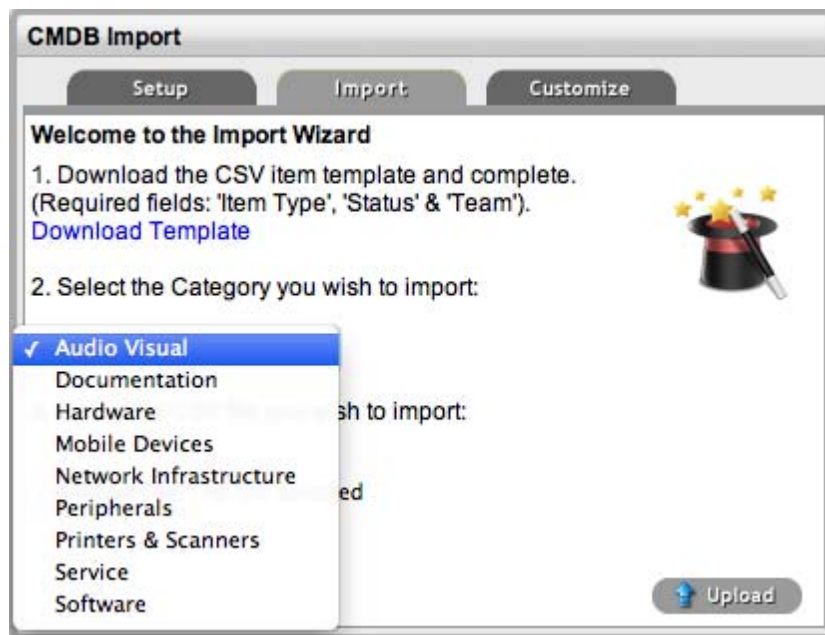 CMDB Import
Setup Import Customize
Welcome to the Import Wizard
1. Download the CSV item template and complete.
(Required fields: 'Item Type', 'Status' & 'Team').
Download Template
2. Select the Category you wish to import:
✓ Audio Visual
Documentation
Hardware
sh to import:
Mobile Devices
Network Infrastructure
ed
Peripherals
Printers & Scanners
Service
Software
Upload